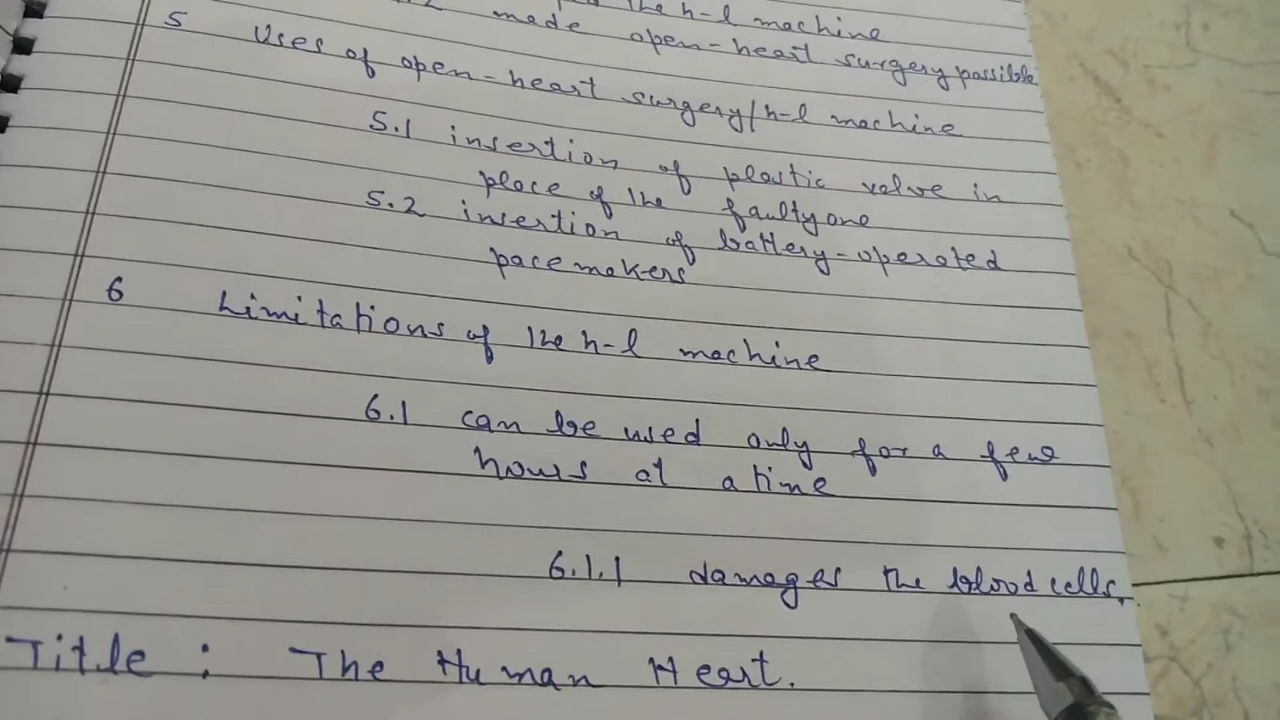 the h-l machine
made open-heart surgery possible
5 Uses of open-heart surgery/h-l machine
5.1 insertion of plastic valve in
place of the faulty one
5.2 insertion of battery-operated
pacemakers
6 Limitations of the h-l machine
6.1 can be used only for a few
hours at a time
6.1.1 damages the blood cells.
Title : The Human Heart.